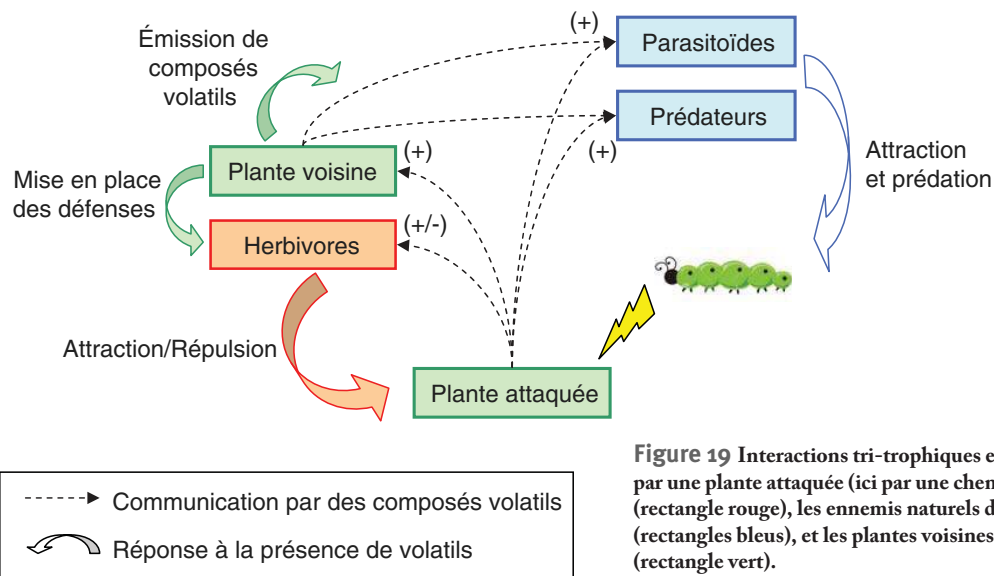 Émission de
composés
volatils
(+)
Parasitoïdes
Prédateurs
(+)
Attraction
et prédation
Plante voisine
(+)
Mise en place
des défenses
Herbivores
(+/-)
Attraction/Répulsion
Plante attaquée
Communication par des composés volatils
Réponse à la présence de volatils
Figure 19 Interactions tri-trophiques
par une plante attaquée (ici par une
(rectangle rouge), les ennemis naturels
(rectangles bleus), et les plantes voisines
(rectangle vert).